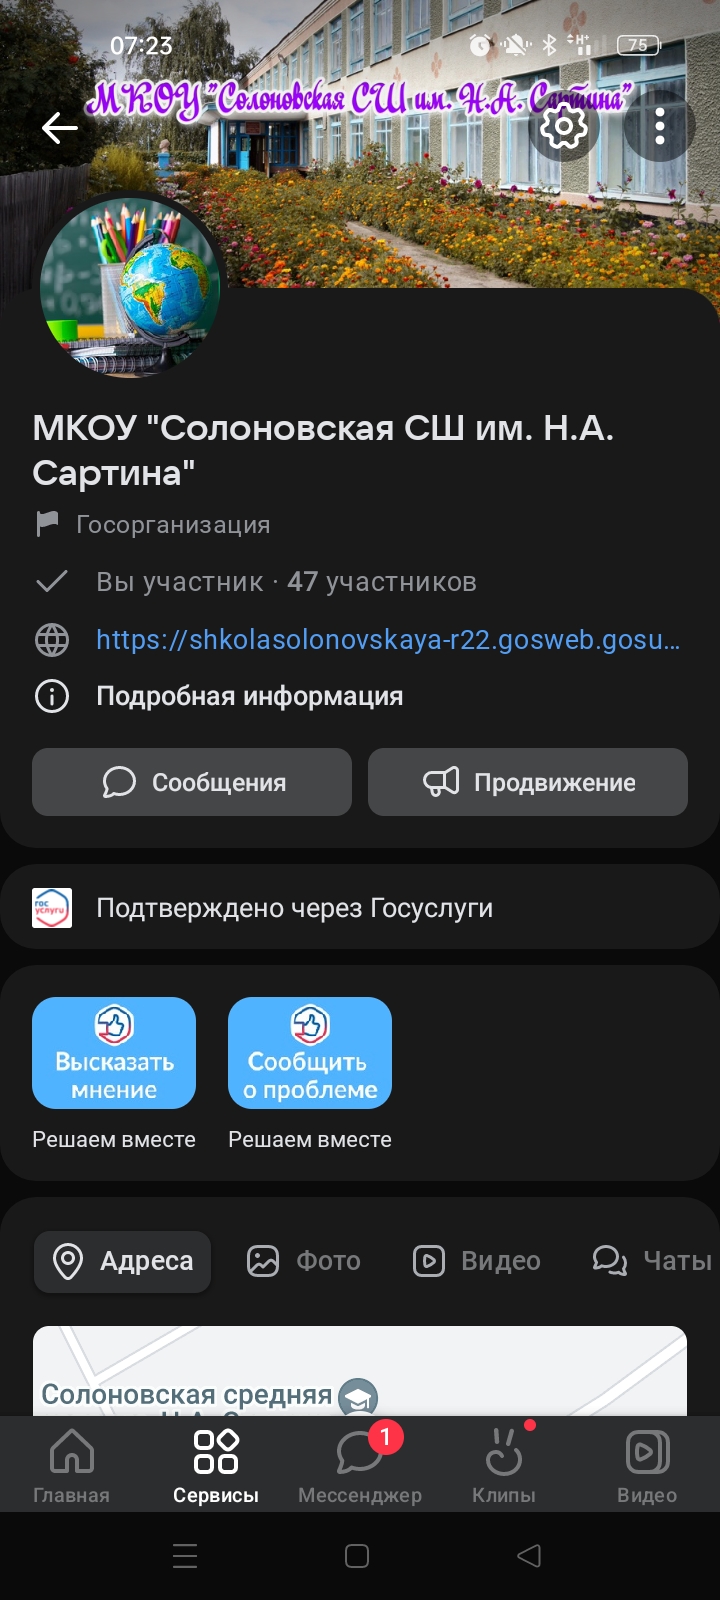 07:23
75
МКОУ "Солоновская СШ им. Н.А. Сартина"
МКОУ "Солоновская СШ им. Н.А.
Сартина"
Госорганизация
Вы участник · 47 участников
https://shkolasolonovskaya-r22.gosweb.gosu...
Подробная информация
Сообщения
Продвижение
гос
услуги
Подтверждено через Госуслуги
Высказать
мнение
Сообщить
о проблеме
Решаем вместе
Решаем вместе
Адреса
Фото
Видео
Чаты
Солоновская средняя
1
Главная
Сервисы
Мессенджер
Клипы
Видео